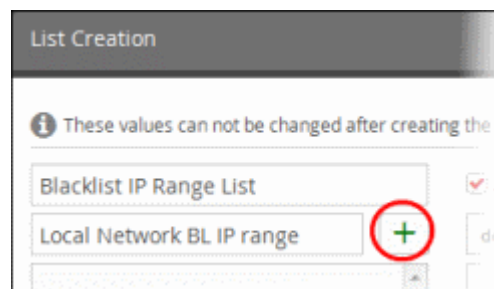 List Creation
These values can not be changed after creating the
Blacklist IP Range List
Local Network BL IP range